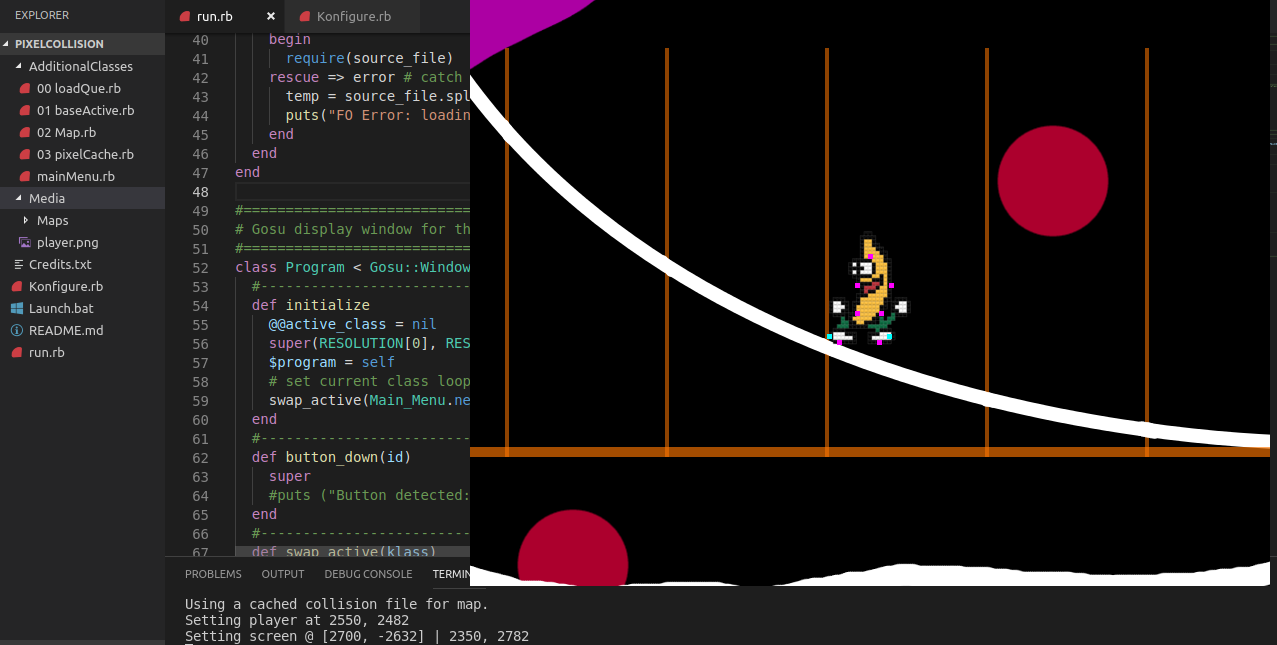 EXPLORER
PIXELCOLLISION
AdditionalClasses
00 loadQue.rb
01 baseActive.rb
02 Map.rb
03 pixelCache.rb
mainMenu.rb
Media
Maps
player.png
Credits.txt
Konfigure.rb
Launch.bat
README.md
run.rb
run.rb
Konfigure.rb
40 begin
41 require(source_file)
42 rescue => error # catch
43 temp = source_file.spl
44 puts("FO Error: loadin
45 end
46 end
47 end
48
49 #===========================
50 # Gosu display window for th
51 #===========================
52 class Program < Gosu::Window
53 #-------------------------
54 def initialize
55 @@active_class = nil
56 super(RESOLUTION[0], RES
57 $program = self
58 # set current class loop
59 swap_active(Main_Menu.ne
60 end
61 #-------------------------
62 def button_down(id)
63 super
64 #puts ("Button detected:
65 end
66 #-------------------------
67 def swap_active(klass)
PROBLEMS OUTPUT DEBUG CONSOLE TERMIN
Using a cached collision file for map.
Setting player at 2550, 2482
Setting screen @ [2700, -2632] | 2350, 2782